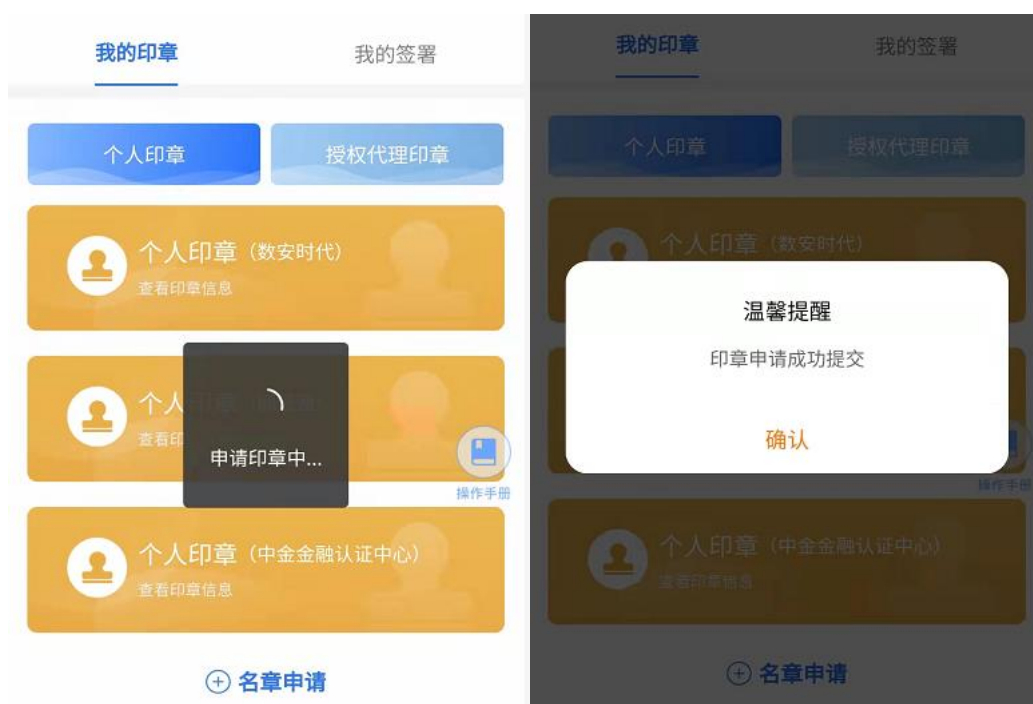 我的印章
我的签署
个人印章
授权代理印章
个人印章（数安时代）
查看印章信息
个人
查看印
申请印章中...
操作手册
个人印章（中金金融认证中心）
查看印章信息
名章申请
我的印章
我的签署
个人印章
授权代理印章
个人印章（数安时代）
温馨提醒
印章申请成功提交
确认
操作手册
个人印章（中金金融认证中心）
查看印章信息
名章申请